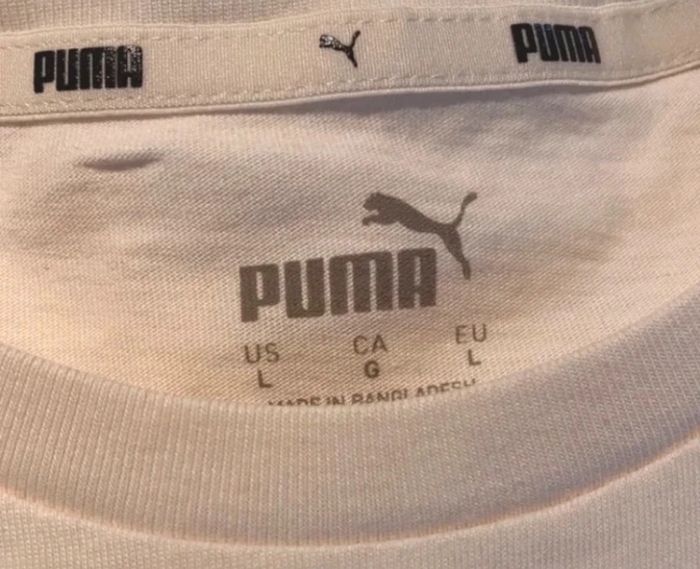 PUMA PUMA
PUMA
US CA EU
L G L
MADE IN BANGLADESH